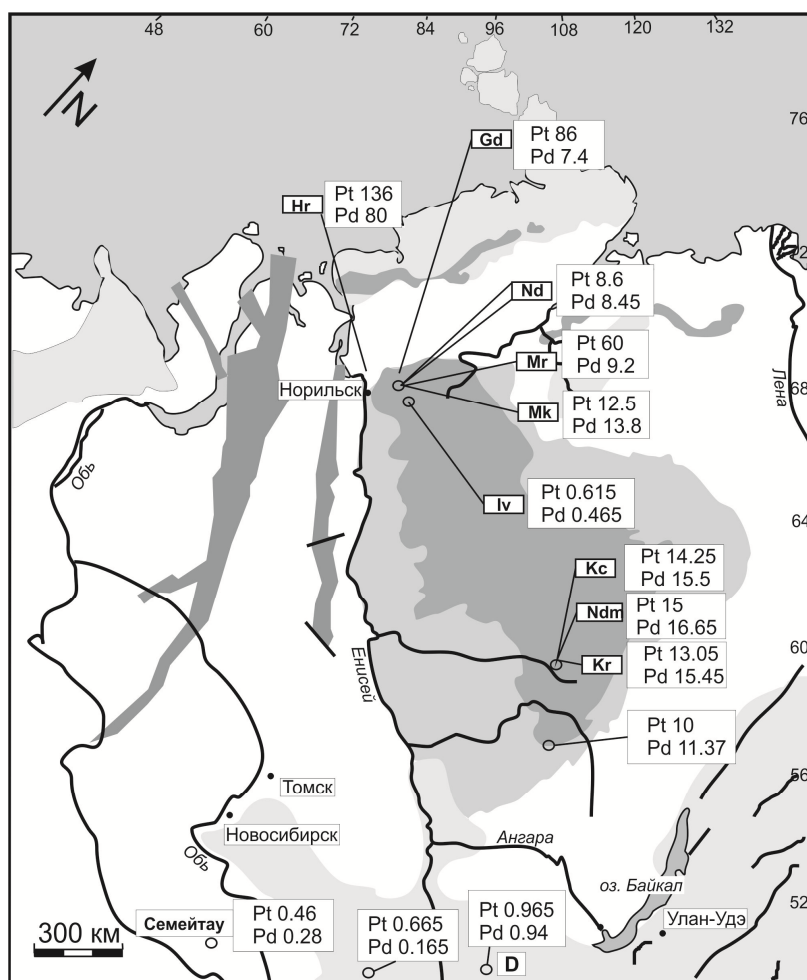 48 60 72 84 96 108 120 132
N
76
Gd
Pt 86
Pd 7.4
Hr
Pt 136
Pd 80
Nd
Pt 8.6
Pd 8.45
Mr
Pt 60
Pd 9.2
Норильск
Mk
Pt 12.5
Pd 13.8
Лена
68
Обь
Iv
Pt 0.615
Pd 0.465
64
Kc
Pt 14.25
Pd 15.5
Ndm
Pt 15
Pd 16.65
60
Kr
Pt 13.05
Pd 15.45
Енисей
Pt 10
Pd 11.37
56
Томск
Новосибирск
Обь
Ангара
оз. Байкал
52
Улан-Удэ
Семейтау
Pt 0.46
Pd 0.28
Pt 0.665
Pd 0.165
Pt 0.965
Pd 0.94
D
300 км